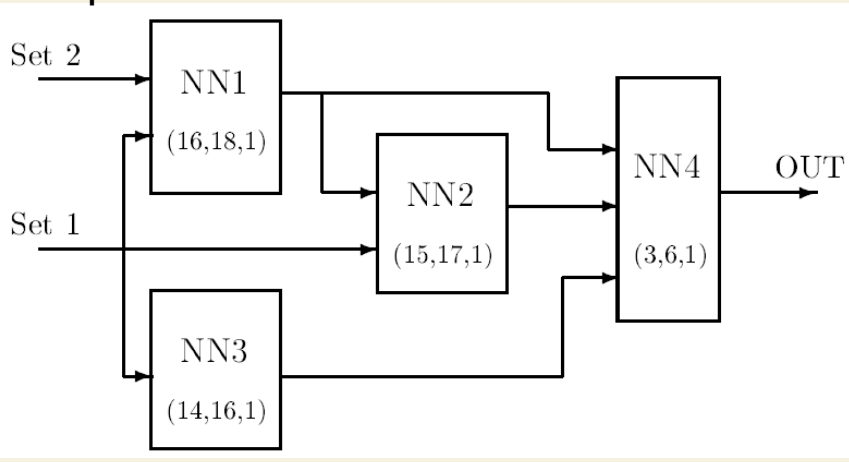 Set 2
NN1
(16,18,1)
NN2
(15,17,1)
NN4
(3,6,1)
OUT
Set 1
NN3
(14,16,1)